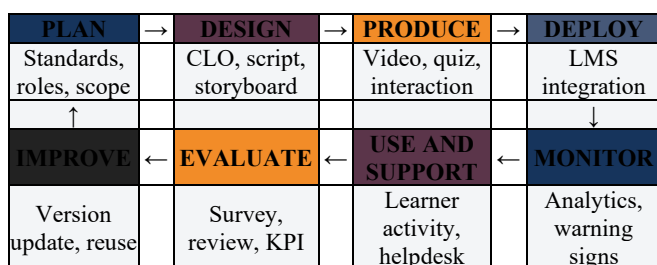 PLAN → DESIGN → PRODUCE → DEPLOY
Standards, roles, scope
CLO, script, storyboard
Video, quiz, interaction
LMS integration
↑ ↓
IMPROVE ← EVALUATE ← USE AND SUPPORT ← MONITOR
Version update, reuse
Survey, review, KPI
Learner activity, helpdesk
Analytics, warning signs